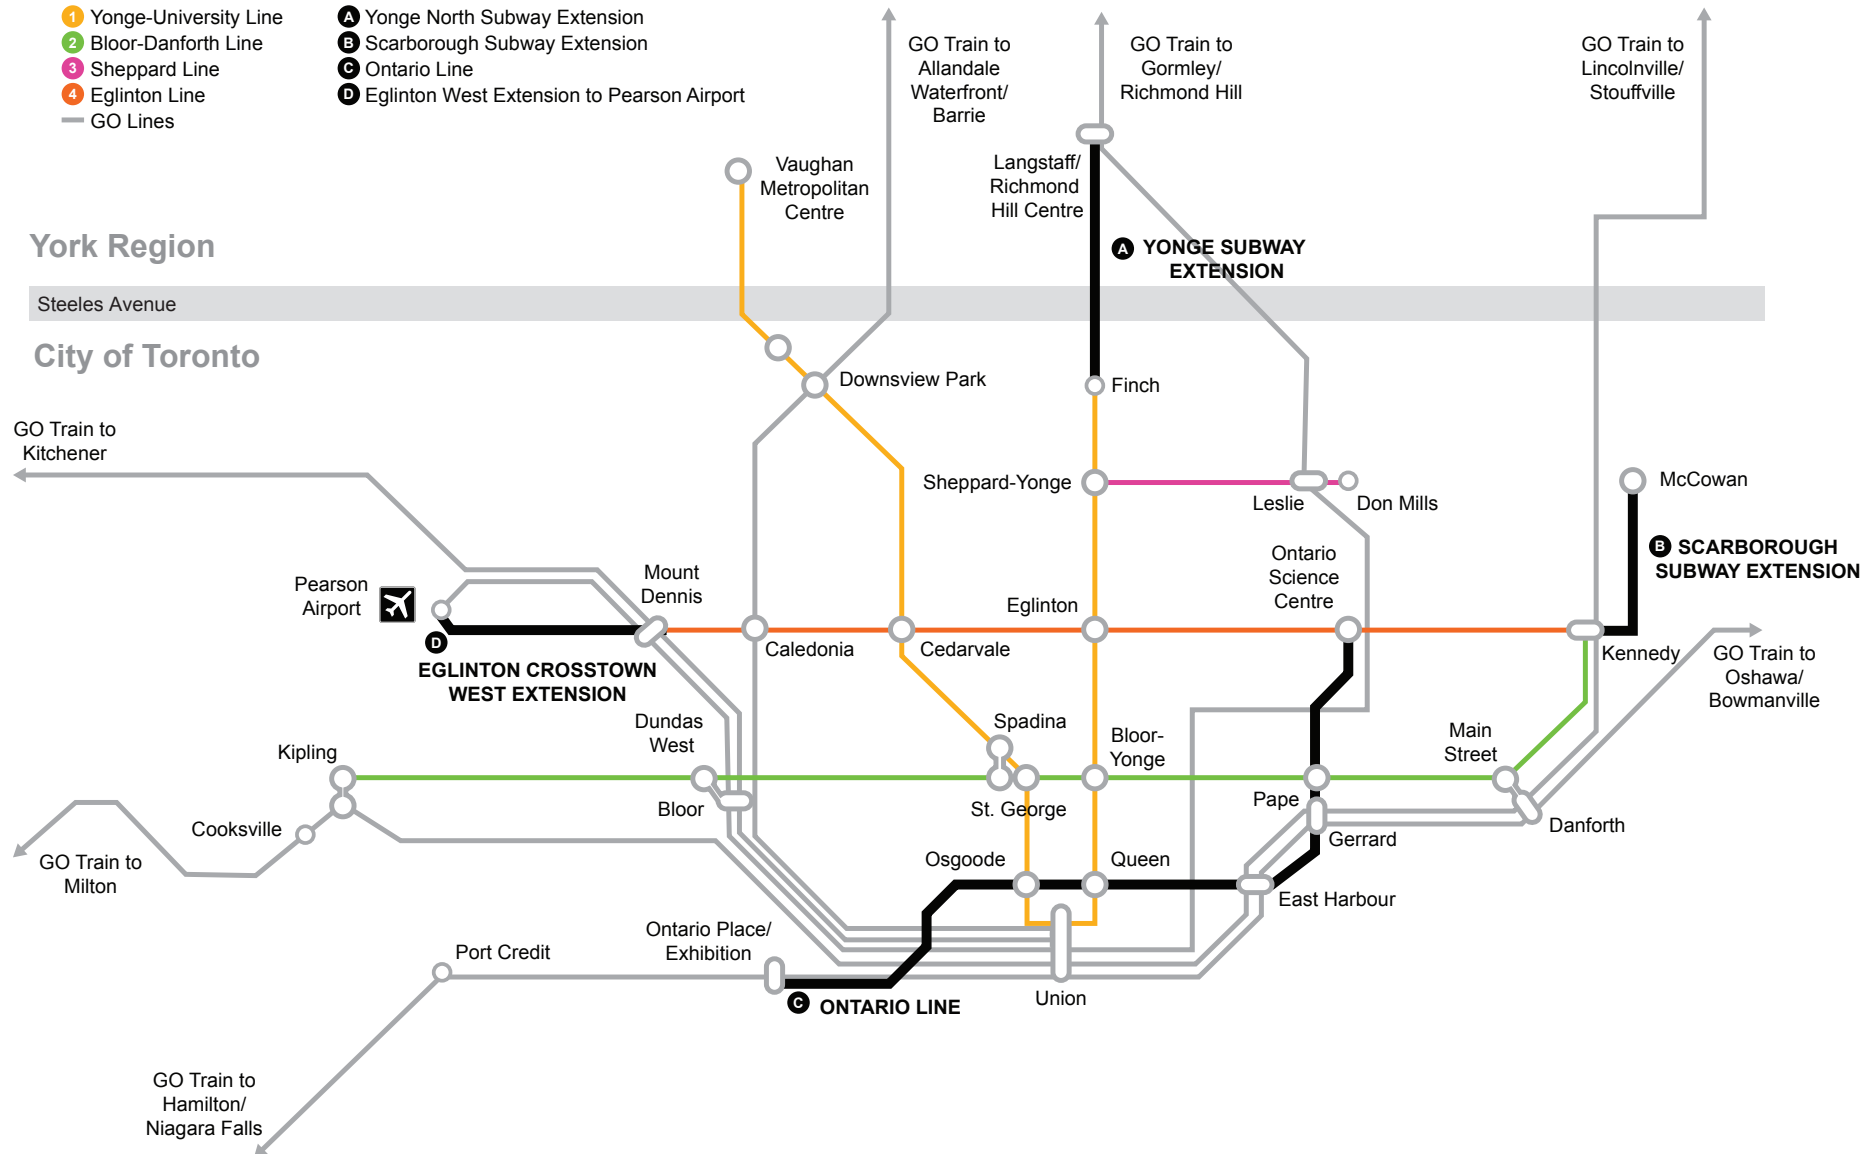 1 Yonge-University Line
2 Bloor-Danforth Line
3 Sheppard Line
4 Eglinton Line
GO Lines
A Yonge North Subway Extension
B Scarborough Subway Extension
C Ontario Line
D Eglinton West Extension to Pearson Airport
GO Train to
Allandale
Waterfront/
Barrie
GO Train to
Gormley/
Richmond Hill
GO Train to
Lincolnville/
Stouffville
Vaughan
Metropolitan
Centre
Langstaff/
Richmond
Hill Centre
York Region
A YONGE SUBWAY
EXTENSION
Steeles Avenue
City of Toronto
Downsview Park
Finch
GO Train to
Kitchener
Sheppard-Yonge
Leslie
Don Mills
McCowan
B SCARBOROUGH
SUBWAY EXTENSION
Pearson
Airport
Mount
Dennis
Eglinton
Ontario
Science
Centre
D
EGLINTON CROSSTOWN
WEST EXTENSION
Caledonia
Cedarvale
Kennedy
GO Train to
Oshawa/
Bowmanville
Kipling
Dundas
West
Spadina
Bloor-
Yonge
Main
Street
Cooksville
Bloor
St. George
Pape
Gerrard
Danforth
GO Train to
Milton
Osgoode
Queen
East Harbour
Port Credit
Ontario Place/
Exhibition
Union
C ONTARIO LINE
GO Train to
Hamilton/
Niagara Falls